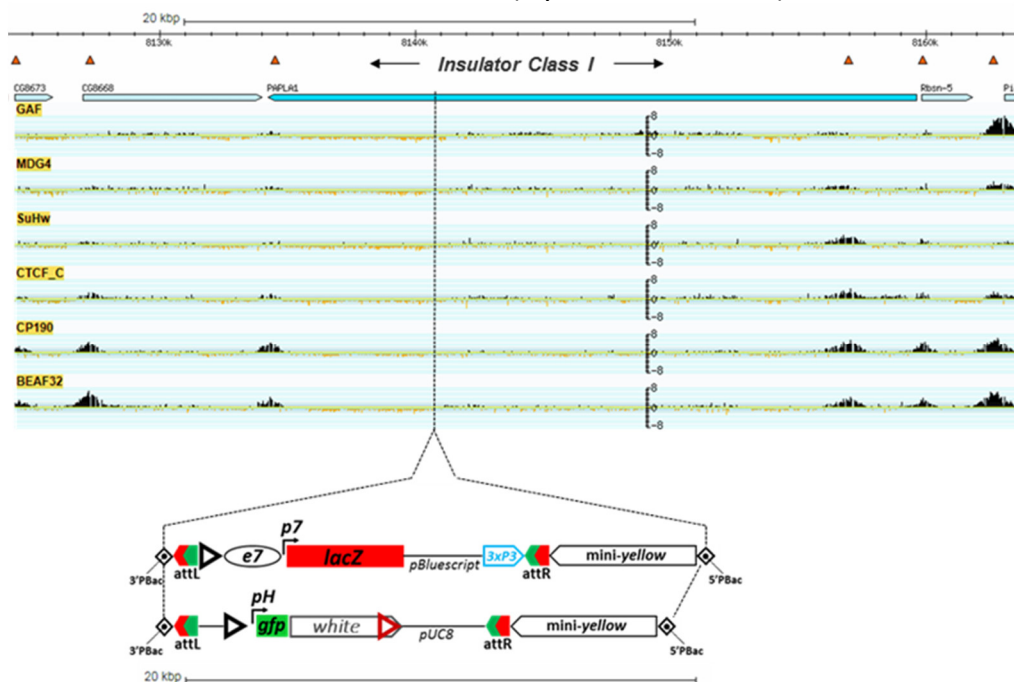 20 kbp
8130k 8140k 8150k 8160k
Insulator Class I
CG8673 CG8668 PAPLA1 Rbsn-5
GAF
8
0
-8
MDG4
8
0
-8
SuHw
8
0
-8
CTCF_C
8
0
-8
CP190
8
0
-8
BEAF32
8
0
-8
p7
e7 lacZ pBluescript 3xP3 mini-yellow
3'PBac attL attR 5'PBac
pH
gfp white pUC8 mini-yellow
3'PBac attL attR 5'PBac
20 kbp